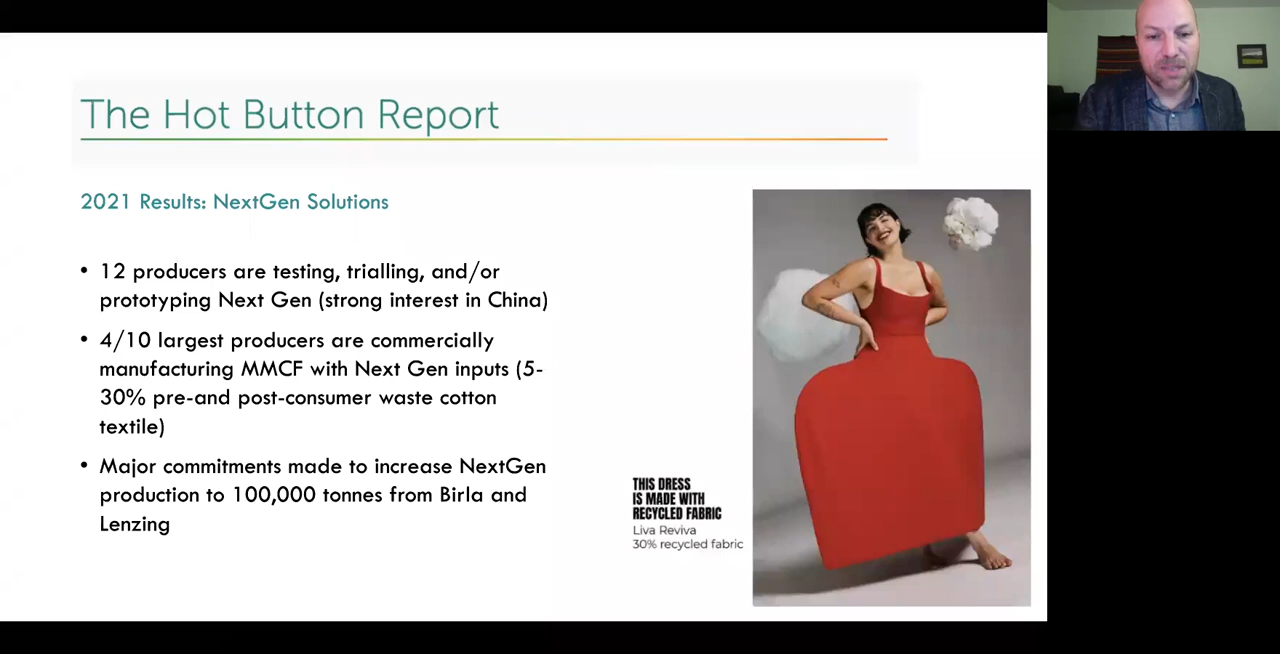 The Hot Button Report
2021 Results: NextGen Solutions
• 12 producers are testing, trialling, and/or
prototyping Next Gen (strong interest in China)
• 4/10 largest producers are commercially
manufacturing MMCF with Next Gen inputs (5-
30% pre-and post-consumer waste cotton
textile)
• Major commitments made to increase NextGen
production to 100,000 tonnes from Birla and
Lenzing
THIS DRESS
IS MADE WITH
RECYCLED FABRIC
Liva Reviva
30% recycled fabric